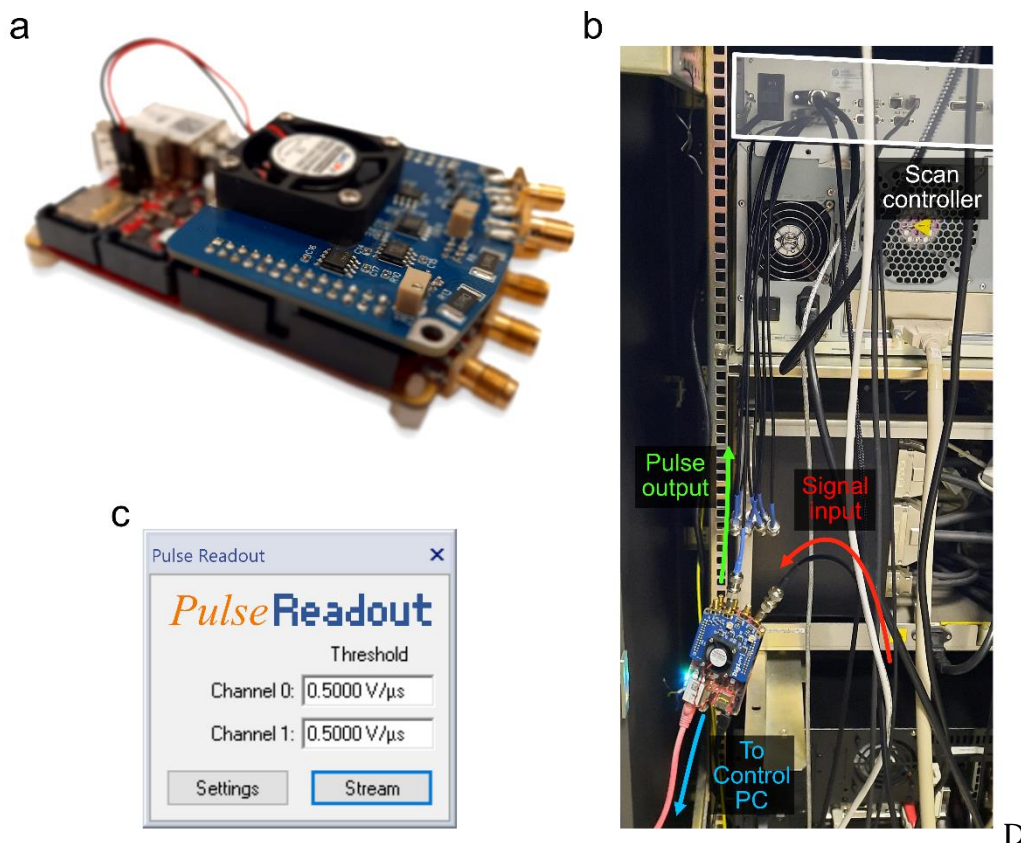 a
b
Scan
controller
Pulse
output
Signal
input
To
Control
PC
c
Pulse Readout
PulseReadout
Threshold
Channel 0: 0.5000 V/µs
Channel 1: 0.5000 V/µs
Settings
Stream
D